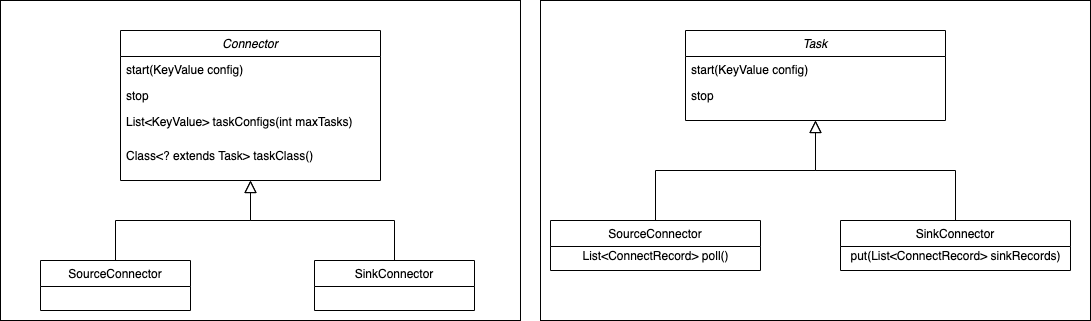 Connector
start(KeyValue config)
stop
List<KeyValue> taskConfigs(int maxTasks)
Class<? extends Task> taskClass()
SourceConnector
SinkConnector
Task
start(KeyValue config)
stop
SourceConnector
List<ConnectRecord> poll()
SinkConnector
put(List<ConnectRecord> sinkRecords)